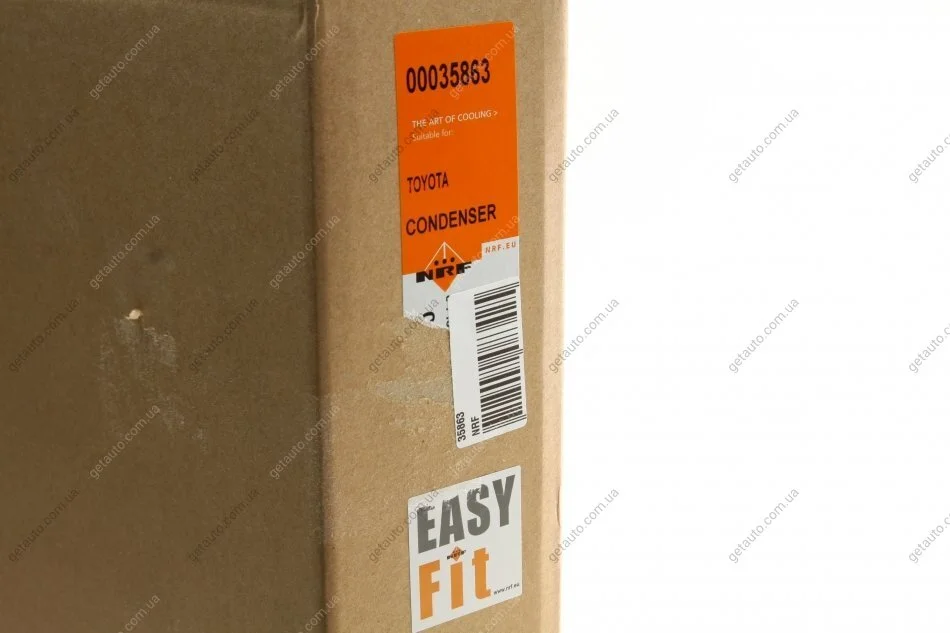 00035863
THE ART OF COOLING >
Suitable for:
TOYOTA
CONDENSER
NRF.EU
NRF
35863
NRF
EASY
Fit
www.nrf.eu
getauto.com.ua